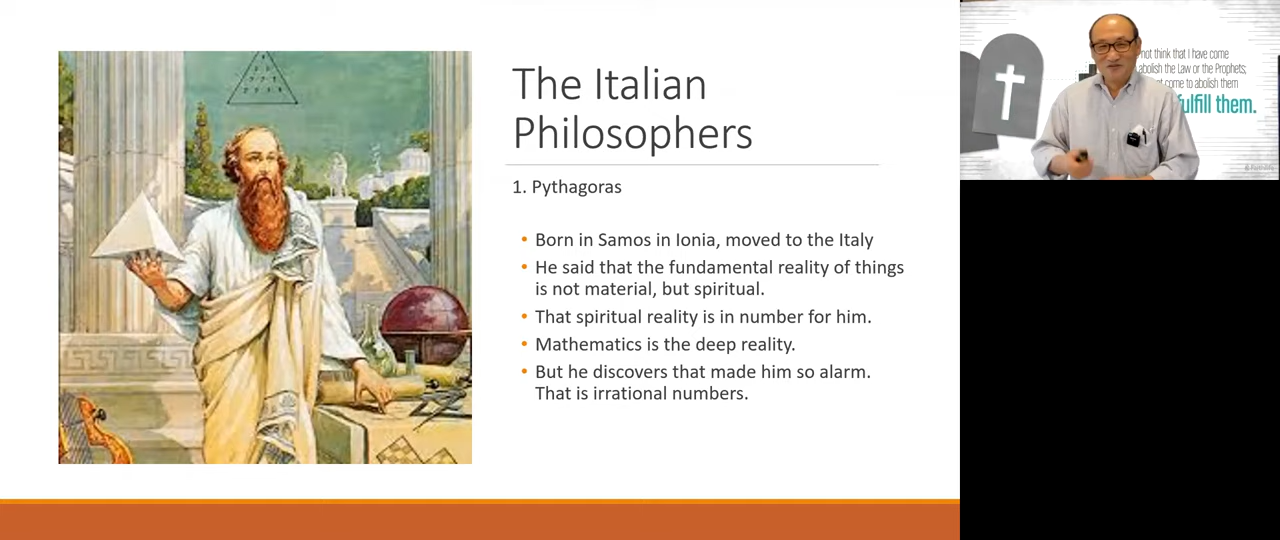 The Italian
Philosophers
1. Pythagoras
• Born in Samos in Ionia, moved to the Italy
• He said that the fundamental reality of things
is not material, but spiritual.
• That spiritual reality is in number for him.
• Mathematics is the deep reality.
• But he discovers that made him so alarm.
That is irrational numbers.
not think that I have come
abolish the Law or the Prophets;
come to abolish them
fulfill them.